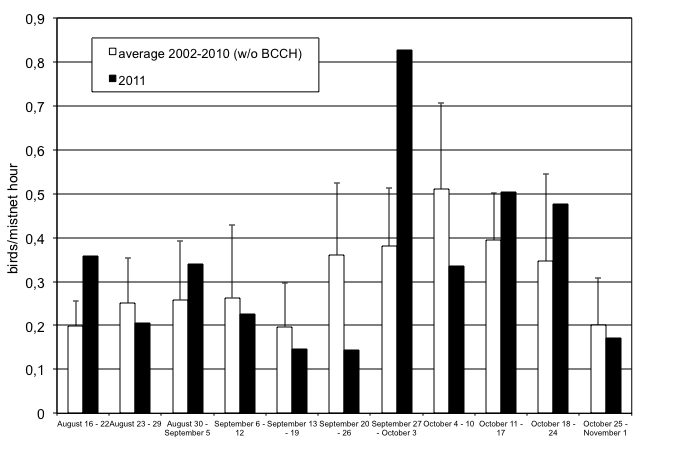 0,9
0,8
0,7
0,6
0,5
0,4
0,3
0,2
0,1
0
birds/mistnet hour
average 2002-2010 (w/o BCCH)
2011
August 16 - 22
August 23 - 29
August 30 -
September 5
September 6 -
12
September 13
- 19
September 20
- 26
September 27
- October 3
October 4 - 10
October 11 -
17
October 18 -
24
October 25 -
November 1